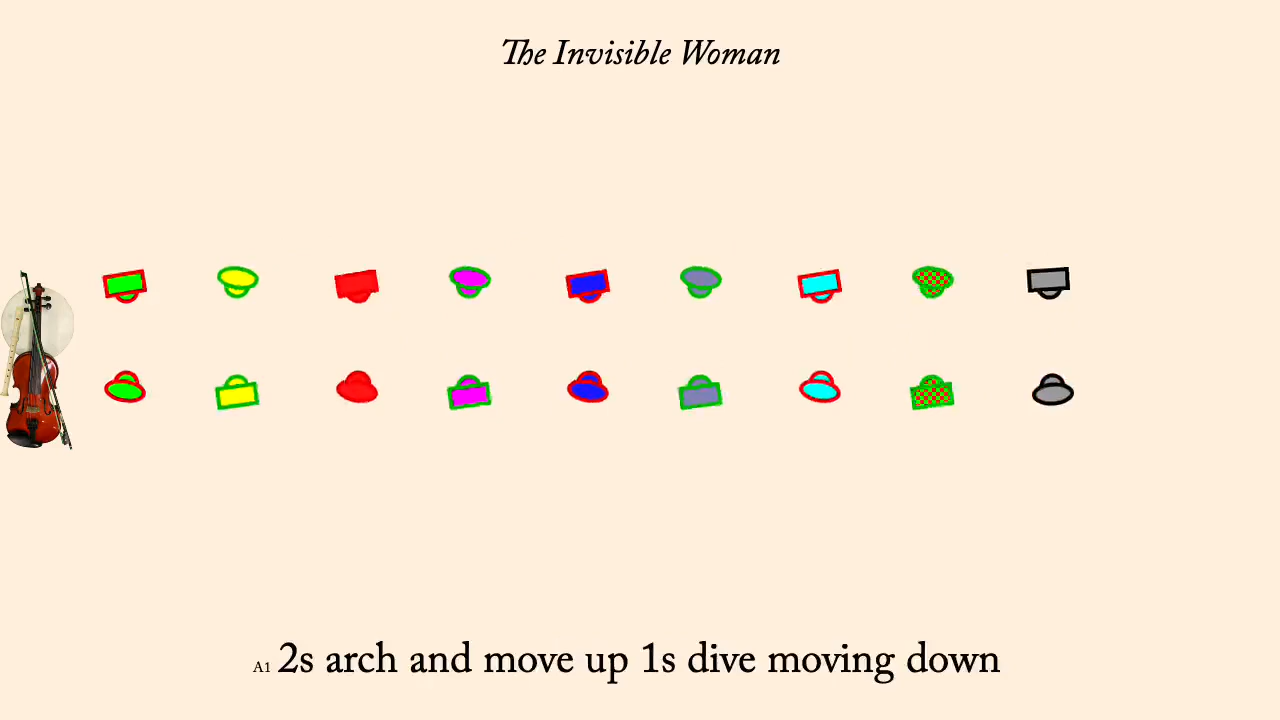 The Invisible Woman
A1 2s arch and move up 1s dive moving down